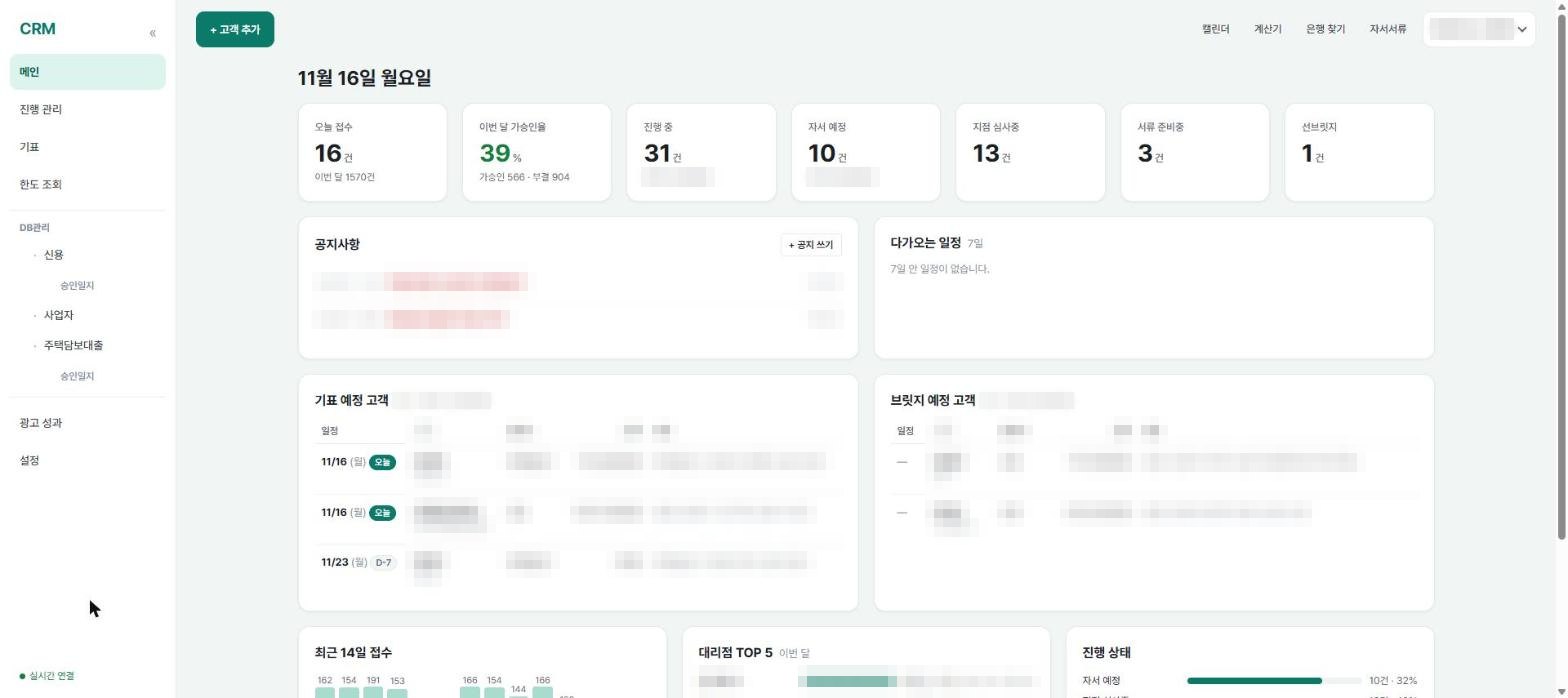 CRM
«
+ 고객 추가
캘린더 계산기 은행 찾기 자서서류
메인
진행 관리
기표
한도 조회
DB관리
· 신용
승인일지
· 사업자
· 주택담보대출
승인일지
광고 성과
설정
실시간 연결
11월 16일 월요일
오늘 접수
16 건
이번 달 1570건
이번 달 가승인율
39 %
가승인 566 · 부결 904
진행 중
31 건
자서 예정
10 건
지점 심사중
13 건
서류 준비중
3 건
선브릿지
1 건
공지사항
+ 공지 쓰기
다가오는 일정 7일
7일 안 일정이 없습니다.
기표 예정 고객
일정
11/16 (월) 오늘
11/16 (월) 오늘
11/23 (월) D-7
브릿지 예정 고객
일정
—
—
최근 14일 접수
162 154 191 153 166 154 144 166
대리점 TOP 5 이번 달
진행 상태
자서 예정 10건 · 32%